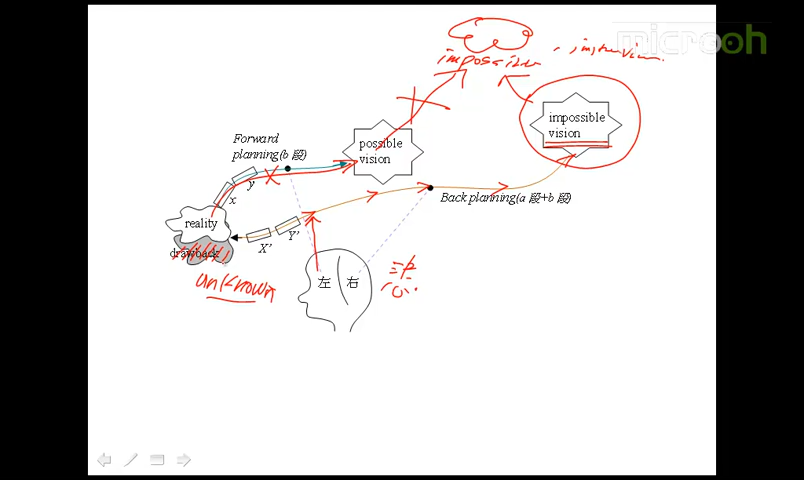 microoh
impossible
impossible
vision
Forward
planning(b 段)
possible
vision
y
x
Back planning(a 段+b 段)
reality
Y'
X'
drawback
unknown
左
右